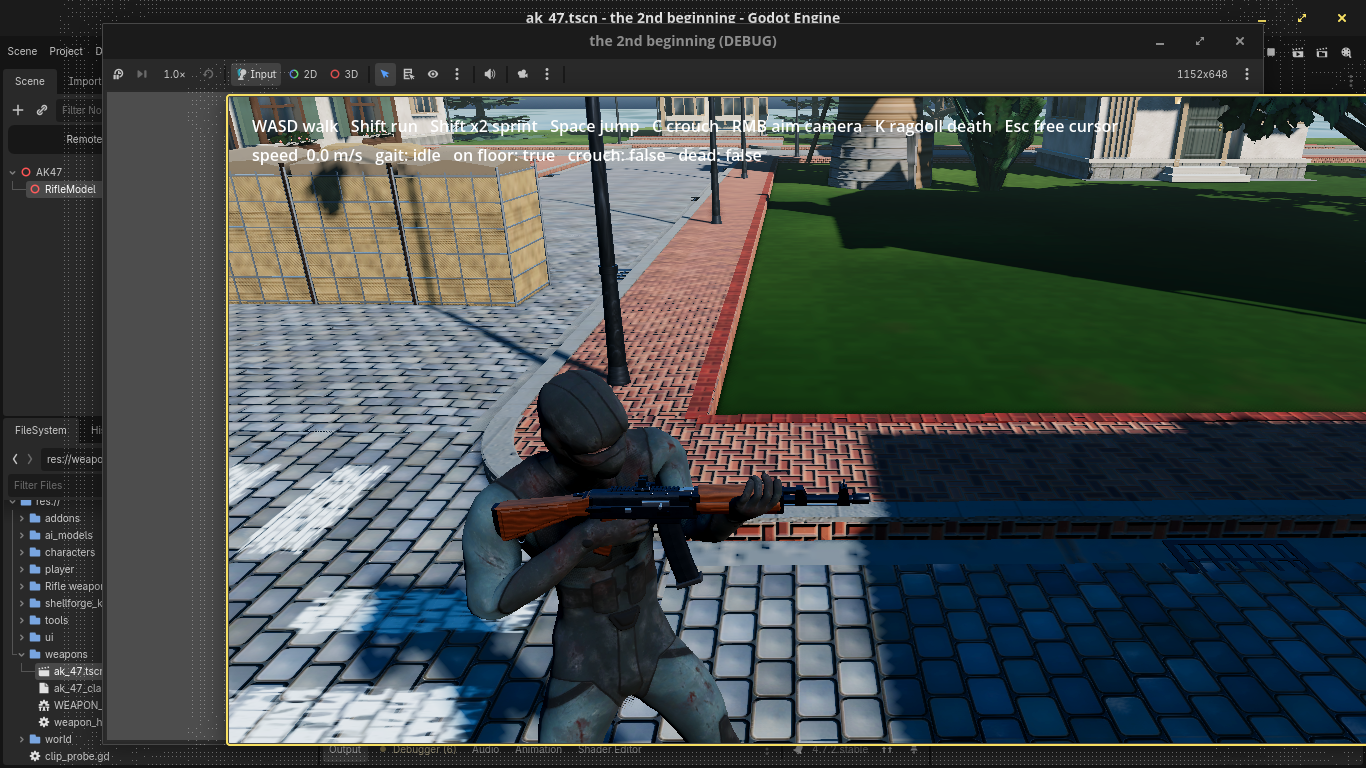 ak_47.tscn - the 2nd beginning - Godot Engine
the 2nd beginning (DEBUG)
Scene Project
1.0× Input 2D 3D 1152x648
Scene Import
Filter No
Remote
AK47
RifleModel
WASD walk Shift run Shift x2 sprint Space jump C crouch RMB aim camera K ragdoll death Esc free cursor
speed 0.0 m/s gait: idle on floor: true crouch: false dead: false
FileSystem
res://weapo
Filter Files
res://
addons
ai_models
characters
player
Rifle weapon
shellforge_k
tools
ui
weapons
ak_47.tscn
ak_47_cla
WEAPON_
weapon_h
world
clip_probe.gd
Output Debugger (6) Audio Animation Shader Editor 4.7.2.stable